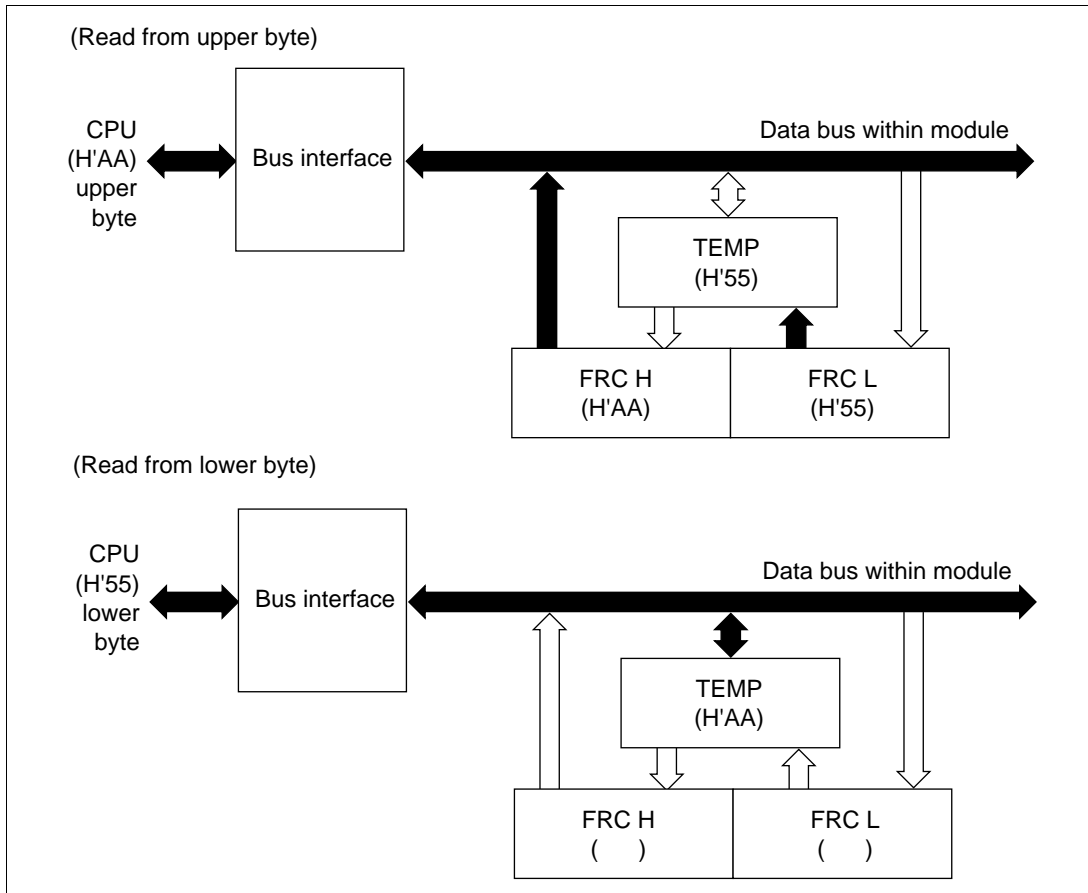 (Read from upper byte)
CPU
(H'AA)
upper
byte
Bus interface
Data bus within module
TEMP
(H'55)
FRC H
(H'AA)
FRC L
(H'55)
(Read from lower byte)
CPU
(H'55)
lower
byte
Bus interface
Data bus within module
TEMP
(H'AA)
FRC H
( )
FRC L
( )